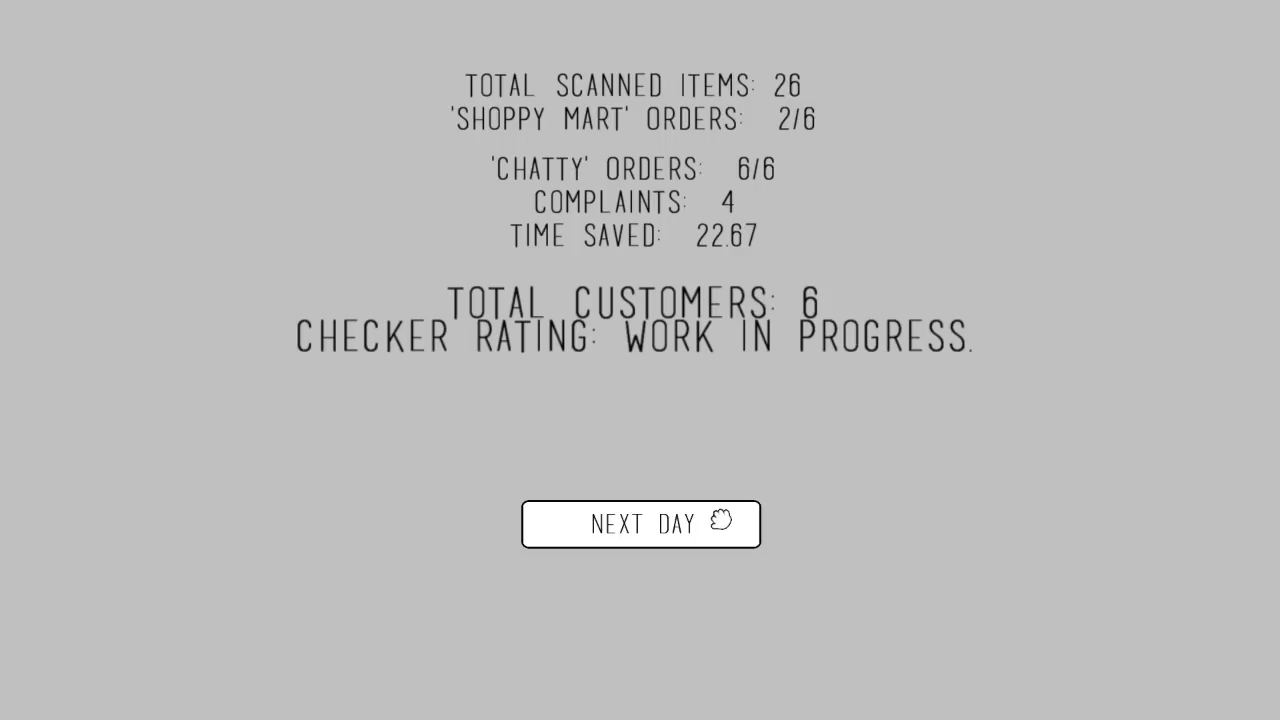 TOTAL SCANNED ITEMS: 26
'SHOPPY MART' ORDERS: 2/6
'CHATTY' ORDERS: 6/6
COMPLAINTS: 4
TIME SAVED: 22.67
TOTAL CUSTOMERS: 6
CHECKER RATING: WORK IN PROGRESS.
NEXT DAY